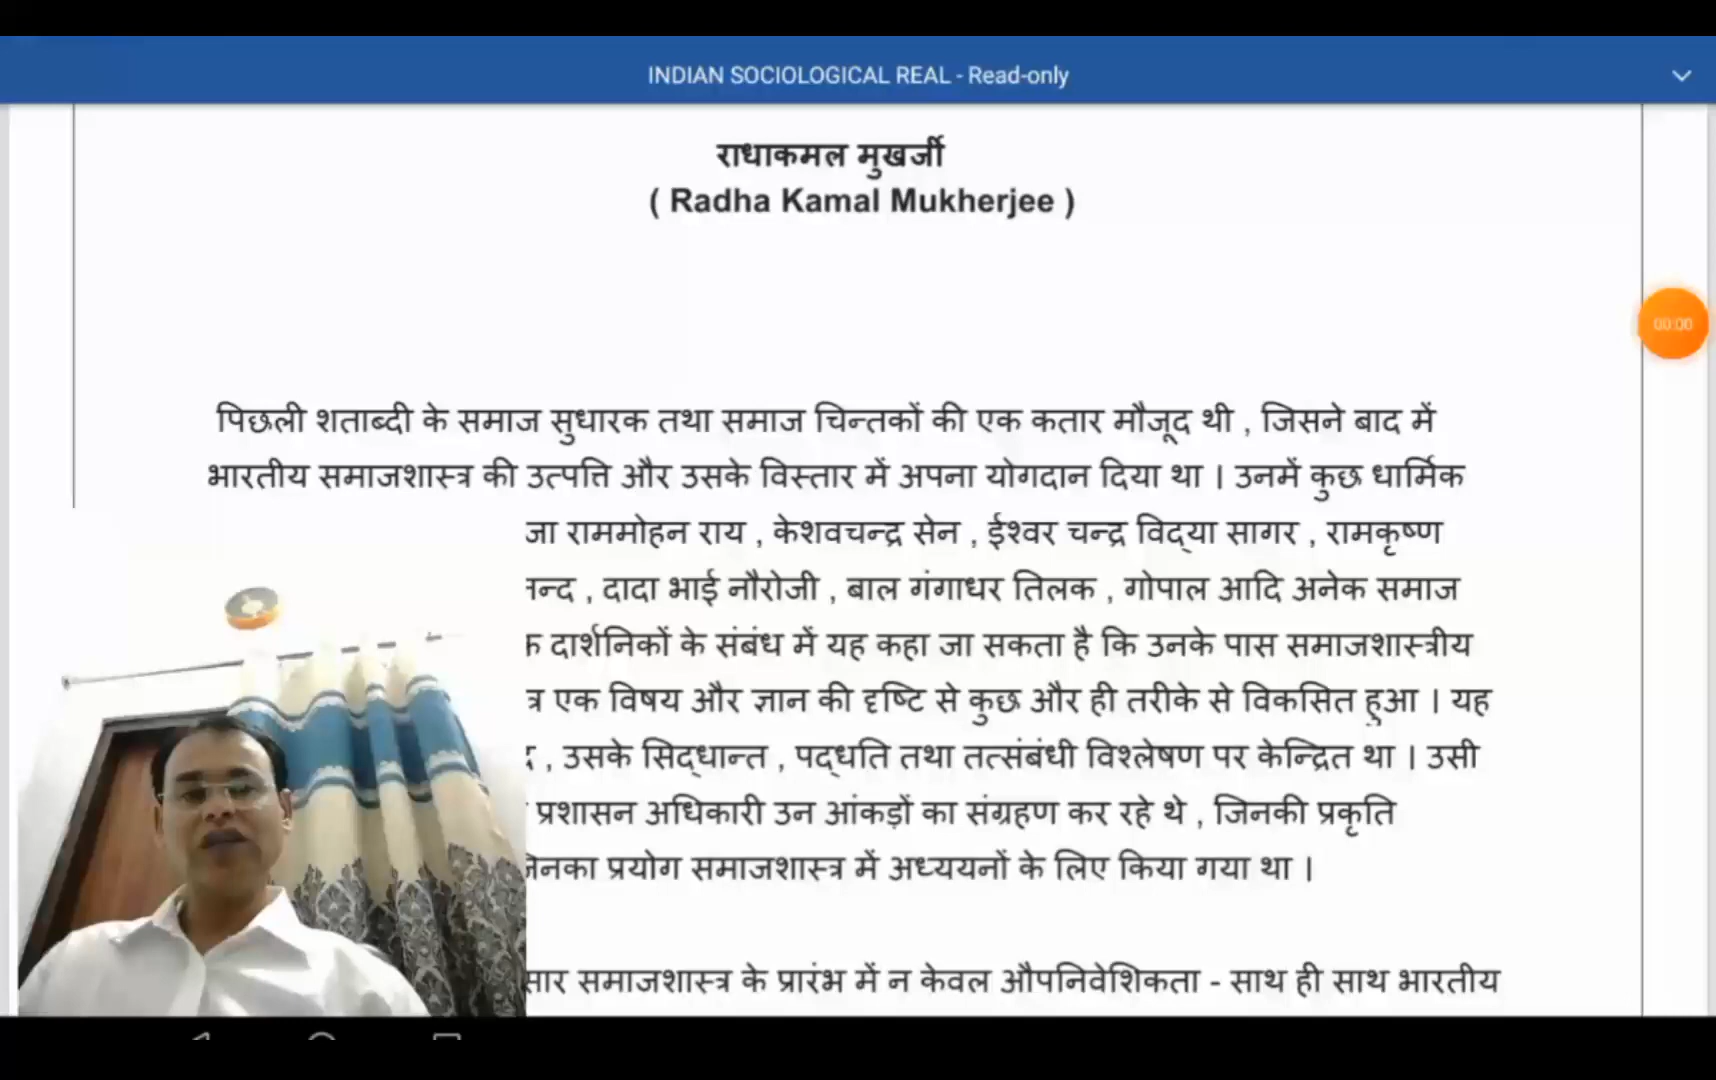 INDIAN SOCIOLOGICAL REAL - Read-only
राधाकमल मुखर्जी
( Radha Kamal Mukherjee )
00:00
पिछली शताब्दी के समाज सुधारक तथा समाज चिन्तकों की एक कतार मौजूद थी , जिसने बाद में
भारतीय समाजशास्त्र की उत्पत्ति और उसके विस्तार में अपना योगदान दिया था । उनमें कुछ धार्मिक
राममोहन राय , केशवचन्द्र सेन , ईश्वर चन्द्र विद्या सागर , रामकृष्ण
, दादा भाई नौरोजी , बाल गंगाधर तिलक , गोपाल आदि अनेक समाज
दार्शनिकों के संबंध में यह कहा जा सकता है कि उनके पास समाजशास्त्रीय
एक विषय और ज्ञान की दृष्टि से कुछ और ही तरीके से विकसित हुआ । यह
, उसके सिद्धान्त , पद्धति तथा तत्संबंधी विश्लेषण पर केन्द्रित था । उसी
प्रशासन अधिकारी उन आंकड़ों का संग्रहण कर रहे थे , जिनकी प्रकृति
प्रयोग समाजशास्त्र में अध्ययनों के लिए किया गया था ।
समाजशास्त्र के प्रारंभ में न केवल औपनिवेशिकता - साथ ही साथ भारतीय